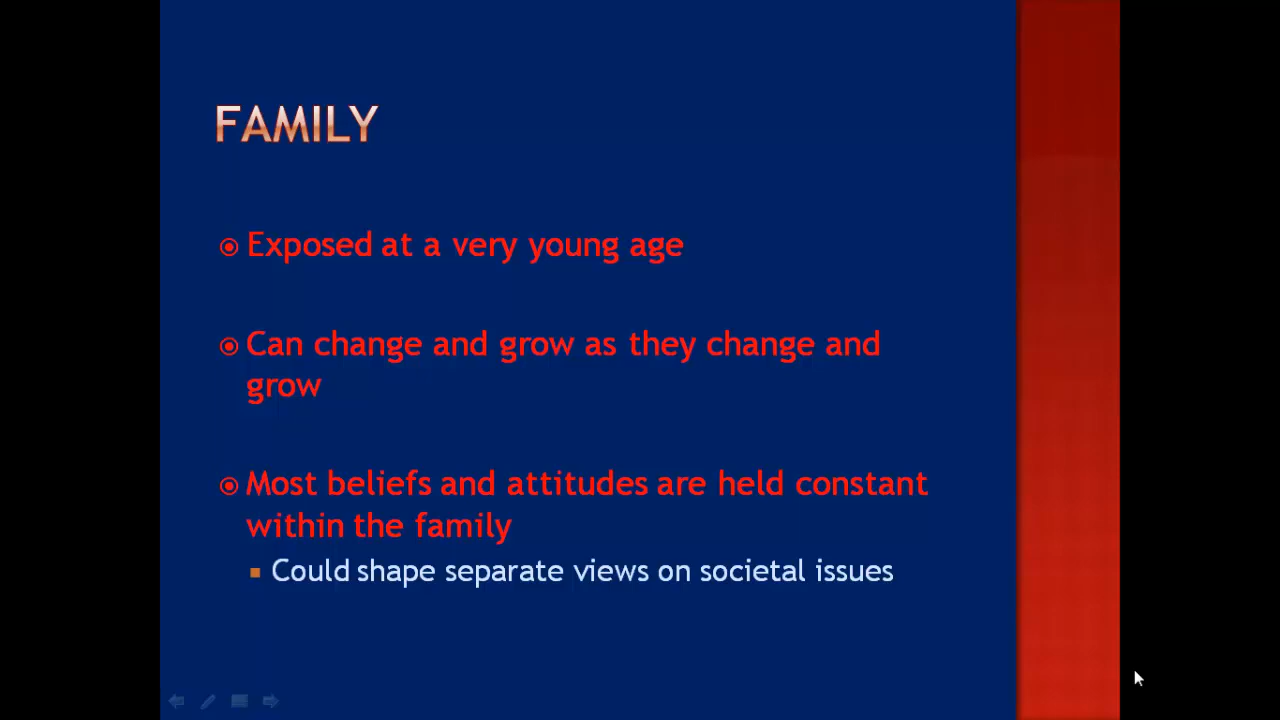 FAMILY
Exposed at a very young age
Can change and grow as they change and
grow
Most beliefs and attitudes are held constant
within the family
Could shape separate views on societal issues